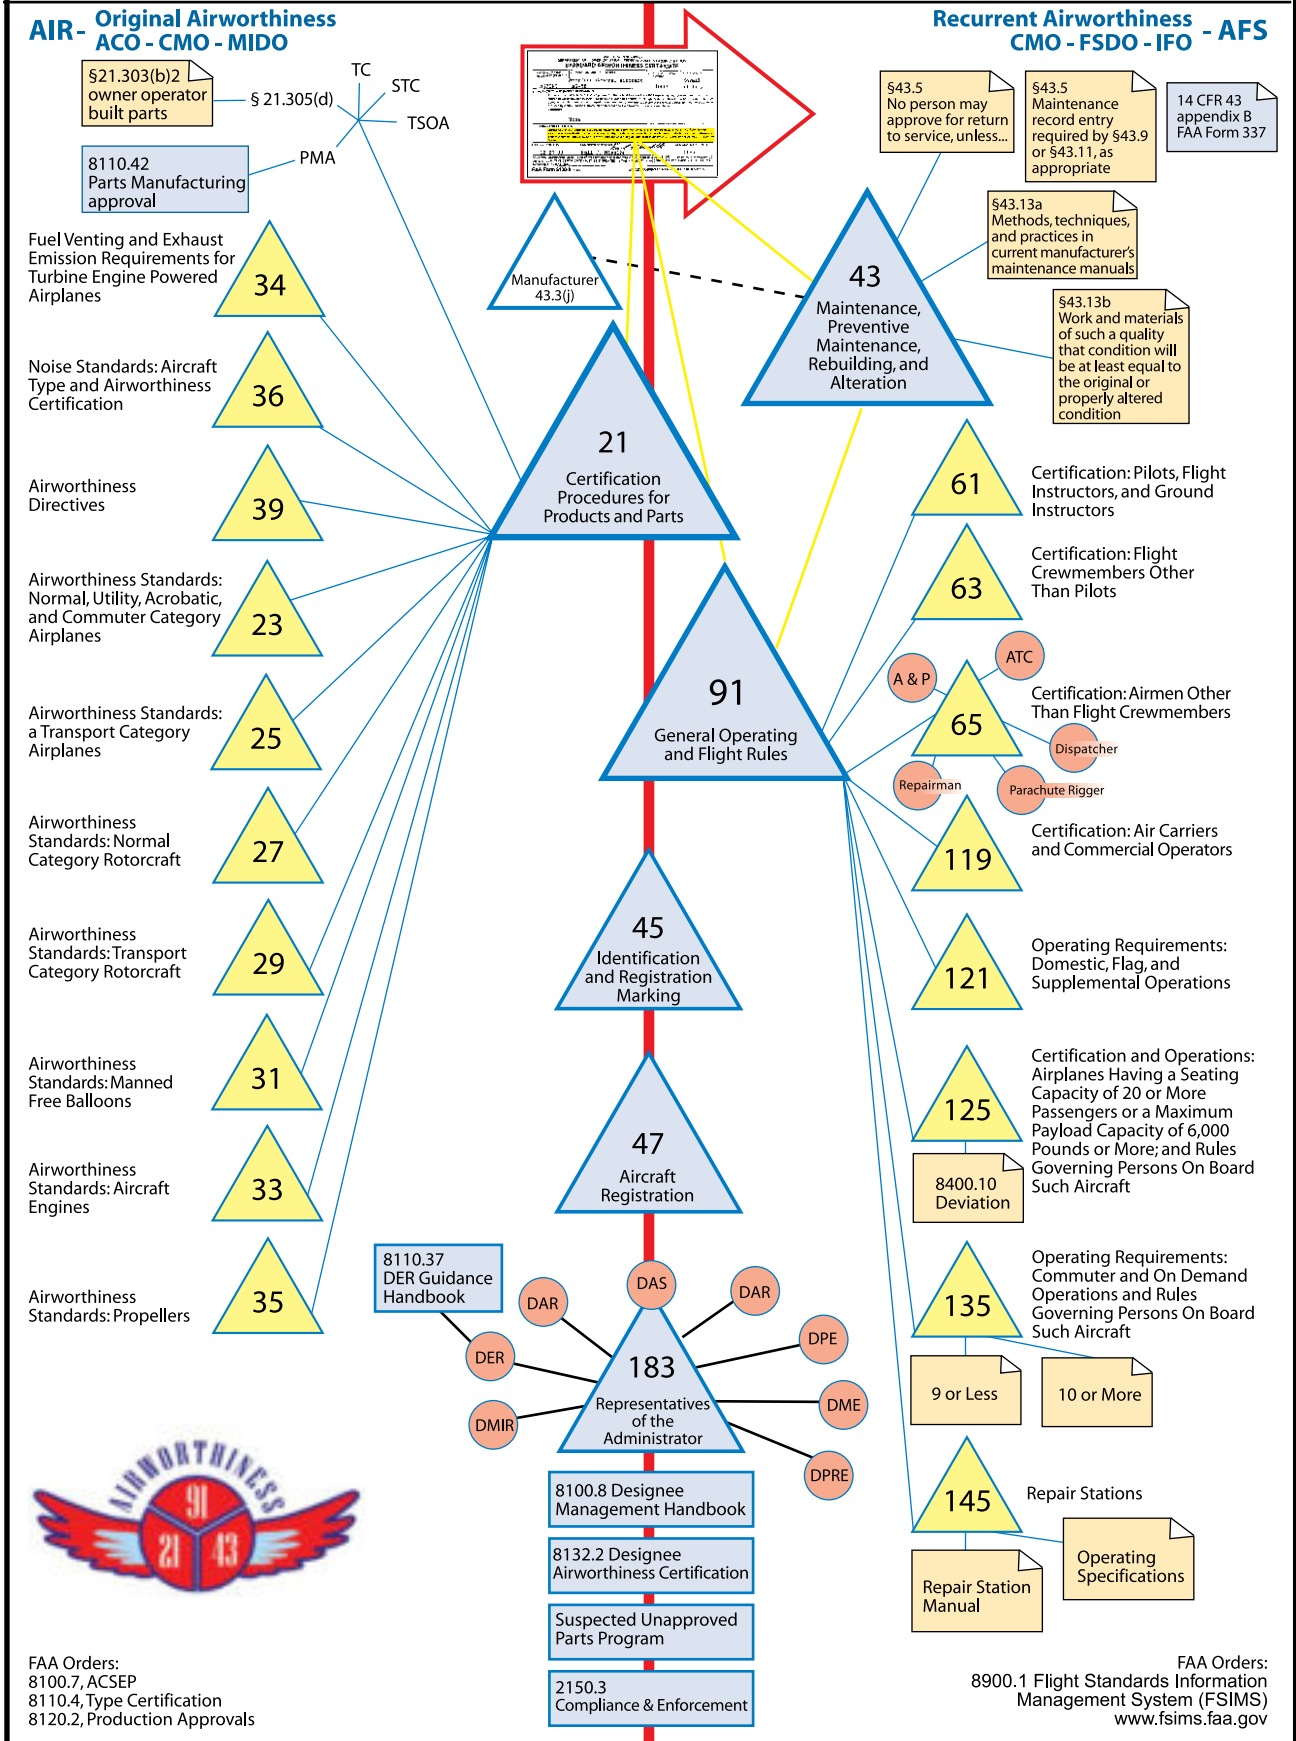 AIR - Original Airworthiness
ACO - CMO - MIDO
Recurrent Airworthiness - AFS
CMO - FSDO - IFO
§21.303(b)2
owner operator
built parts
§ 21.305(d)
TC
STC
TSOA
PMA
8110.42
Parts Manufacturing
approval
STANDARD AIRWORTHINESS CERTIFICATE
§43.5
No person may
approve for return
to service, unless...
§43.5
Maintenance
record entry
required by §43.9
or §43.11, as
appropriate
14 CFR 43
appendix B
FAA Form 337
§43.13a
Methods, techniques,
and practices in
current manufacturer's
maintenance manuals
§43.13b
Work and materials
of such a quality
that condition will
be at least equal to
the original or
properly altered
condition
Manufacturer
43.3(j)
43
Maintenance,
Preventive
Maintenance,
Rebuilding, and
Alteration
21
Certification
Procedures for
Products and Parts
91
General Operating
and Flight Rules
45
Identification
and Registration
Marking
47
Aircraft
Registration
Fuel Venting and Exhaust
Emission Requirements for
Turbine Engine Powered
Airplanes
34
Noise Standards: Aircraft
Type and Airworthiness
Certification
36
Airworthiness
Directives
39
Airworthiness Standards:
Normal, Utility, Acrobatic,
and Commuter Category
Airplanes
23
Airworthiness Standards:
a Transport Category
Airplanes
25
Airworthiness
Standards: Normal
Category Rotorcraft
27
Airworthiness
Standards: Transport
Category Rotorcraft
29
Airworthiness
Standards: Manned
Free Balloons
31
Airworthiness
Standards: Aircraft
Engines
33
Airworthiness
Standards: Propellers
35
61
Certification: Pilots, Flight
Instructors, and Ground
Instructors
63
Certification: Flight
Crewmembers Other
Than Pilots
A & P
ATC
65
Dispatcher
Repairman
Parachute Rigger
Certification: Airmen Other
Than Flight Crewmembers
119
Certification: Air Carriers
and Commercial Operators
121
Operating Requirements:
Domestic, Flag, and
Supplemental Operations
125
Certification and Operations:
Airplanes Having a Seating
Capacity of 20 or More
Passengers or a Maximum
Payload Capacity of 6,000
Pounds or More; and Rules
Governing Persons On Board
Such Aircraft
8400.10
Deviation
135
Operating Requirements:
Commuter and On Demand
Operations and Rules
Governing Persons On Board
Such Aircraft
9 or Less
10 or More
145
Repair Stations
Repair Station
Manual
Operating
Specifications
8110.37
DER Guidance
Handbook
DAR
DAS
DAR
DER
DPE
DMIR
DME
DPRE
183
Representatives
of the
Administrator
8100.8 Designee
Management Handbook
8132.2 Designee
Airworthiness Certification
Suspected Unapproved
Parts Program
2150.3
Compliance & Enforcement
AIRWORTHINESS
91
21
43
FAA Orders:
8100.7, ACSEP
8110.4, Type Certification
8120.2, Production Approvals
FAA Orders:
8900.1 Flight Standards Information
Management System (FSIMS)
www.fsims.faa.gov